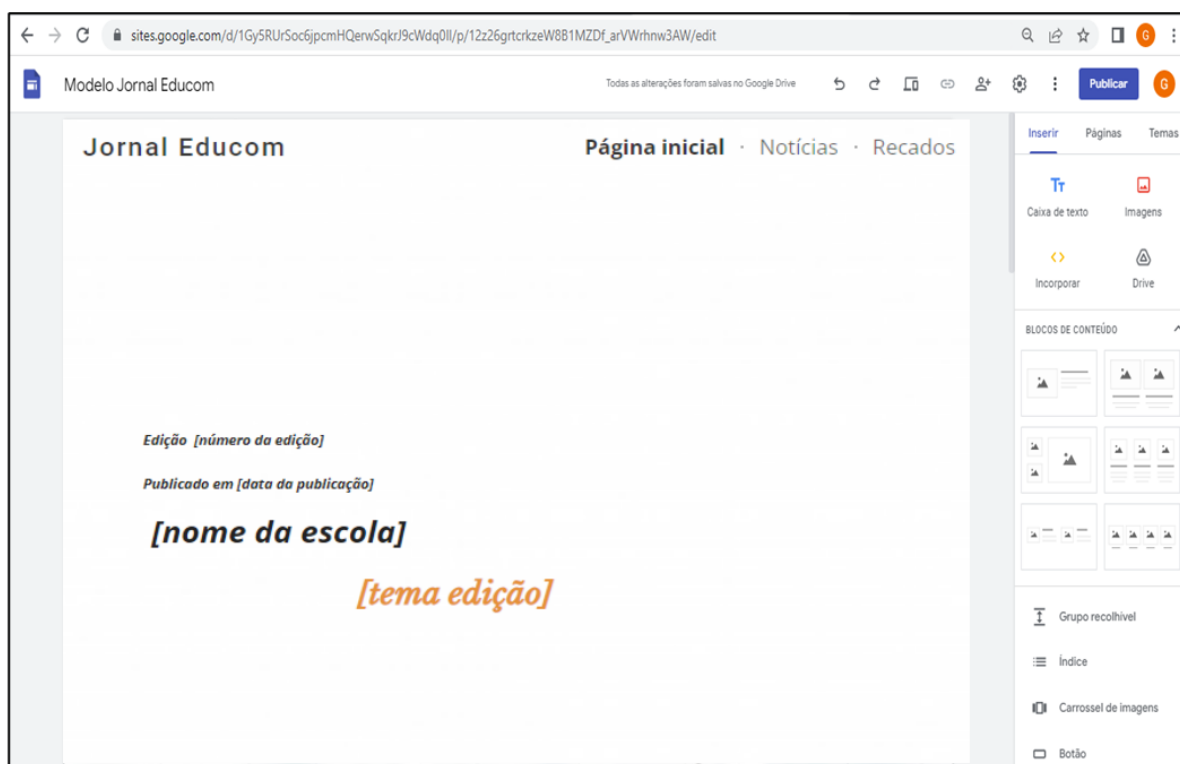 sites.google.com/d/1Gy5RUrSoc6jpcmHQerwSqkrJ9cWdq0Il/p/12z26grtcrkzeW8B1MZDf_arVWrhnw3AW/edit
G
Modelo Jornal Educom
Todas as alterações foram salvas no Google Drive
Publicar
G
Jornal Educom
Página inicial · Notícias · Recados
Edição [número da edição]
Publicado em [data da publicação]
[nome da escola]
[tema edição]
Inserir Páginas Temas
Tт
Caixa de texto Imagens
Incorporar Drive
BLOCOS DE CONTEÚDO
Grupo recolhível
Índice
Carrossel de imagens
Botão